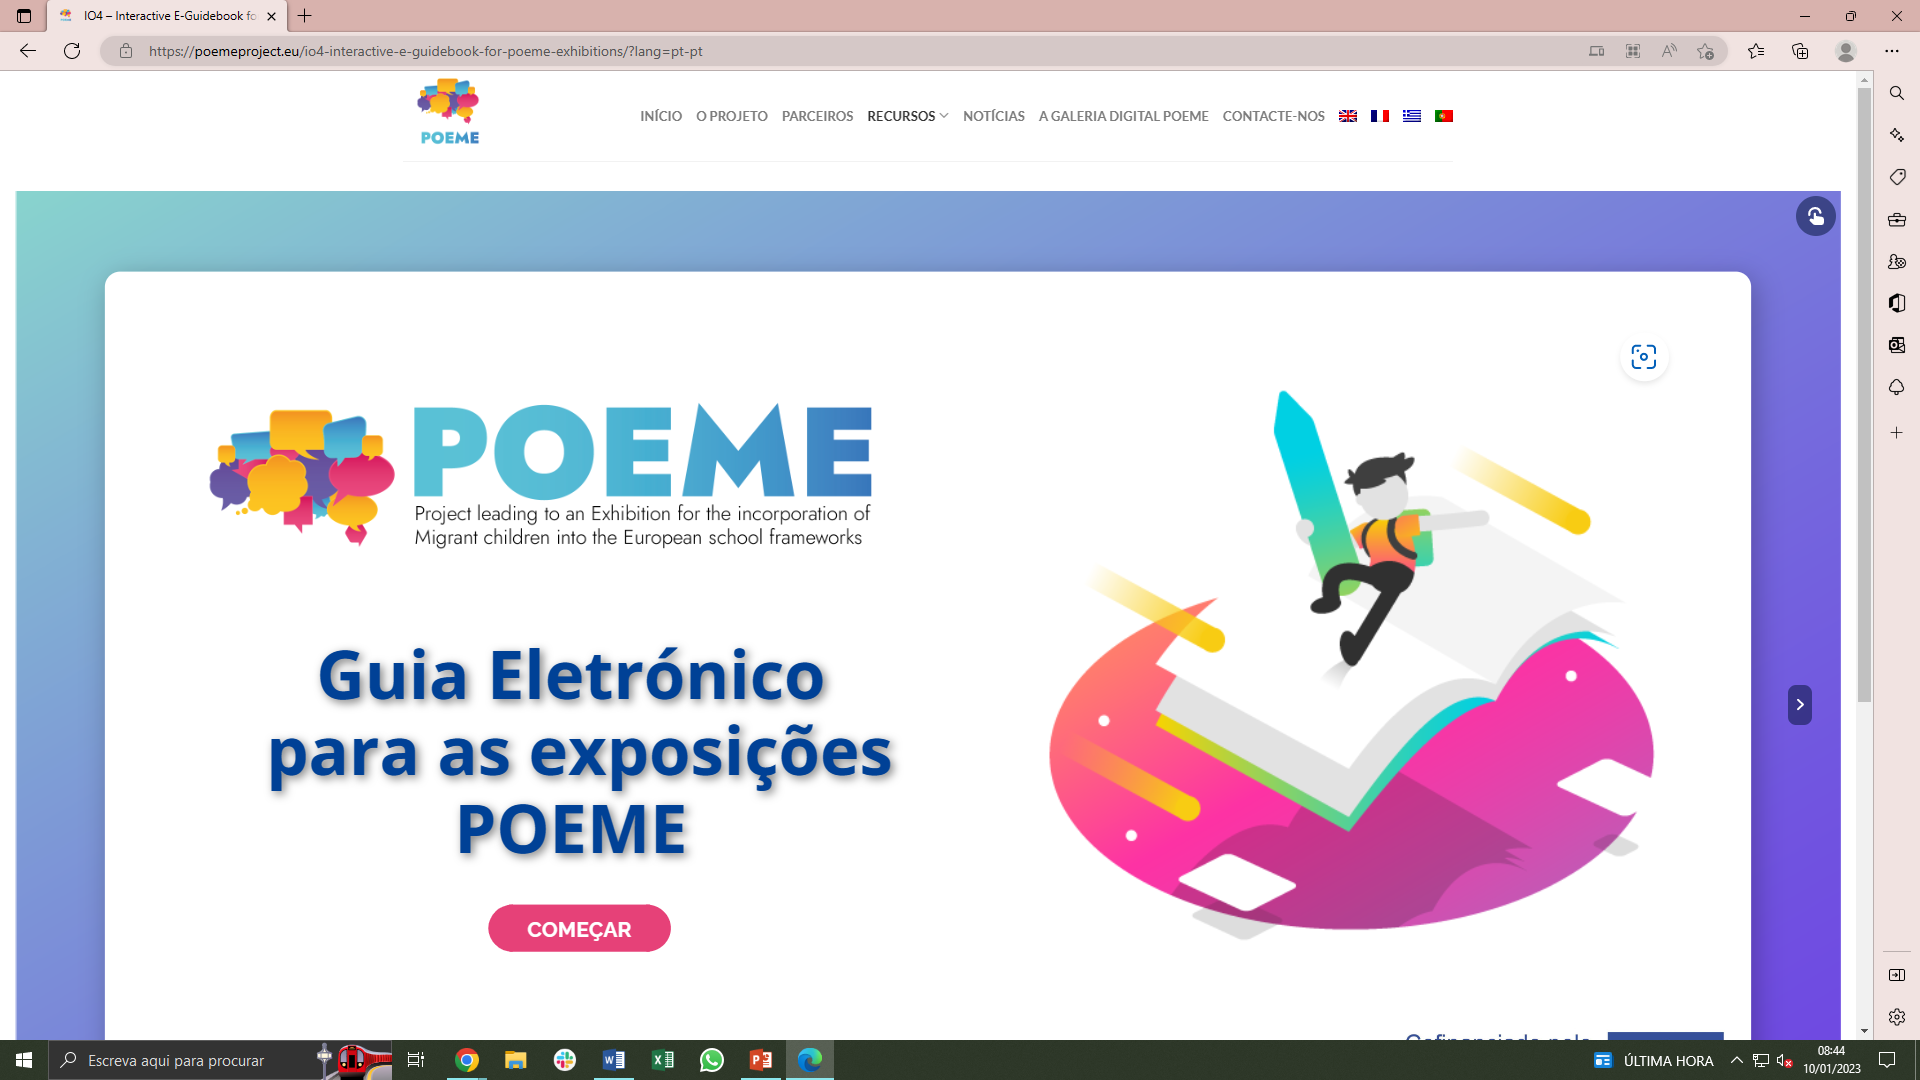 IO4 – Interactive E-Guidebook fo
https://poemeproject.eu/io4-interactive-e-guidebook-for-poeme-exhibitions/?lang=pt-pt
POEME
INÍCIO O PROJETO PARCEIROS RECURSOS NOTÍCIAS A GALERIA DIGITAL POEME CONTACTE-NOS
POEME
Project leading to an Exhibition for the incorporation of
Migrant children into the European school frameworks
Guia Eletrónico
para as exposições
POEME
COMEÇAR
Cofinanciado pelo
Escreva aqui para procurar
ÚLTIMA HORA
08:44
10/01/2023